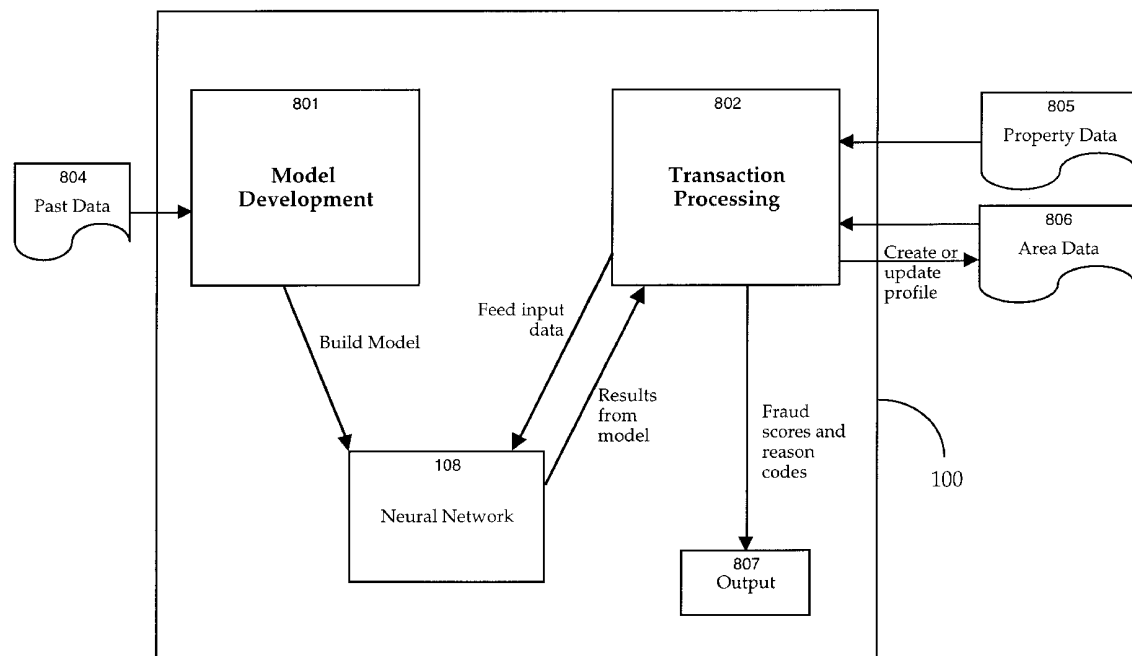 801
Model
Development
802
Transaction
Processing
805
Property Data
804
Past Data
806
Area Data
Create or
update
profile
Feed input
data
Build Model
Results
from
model
Fraud
scores and
reason
codes
108
Neural Network
100
807
Output